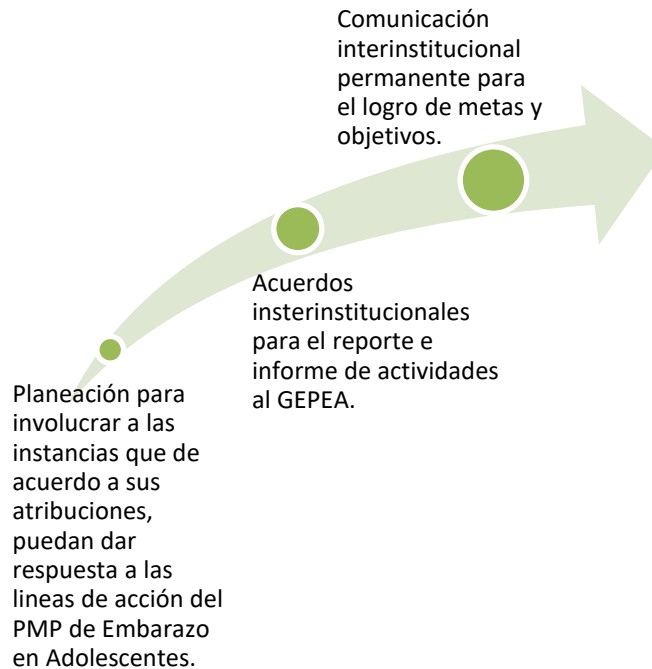 Comunicación
interinstitucional
permanente para
el logro de metas y
objetivos.
Acuerdos
insterinstitucionales
para el reporte e
informe de actividades
al GEPEA.
Planeación para
involucrar a las
instancias que de
acuerdo a sus
atribuciones,
puedan dar
respuesta a las
lineas de acción del
PMP de Embarazo
en Adolescentes.